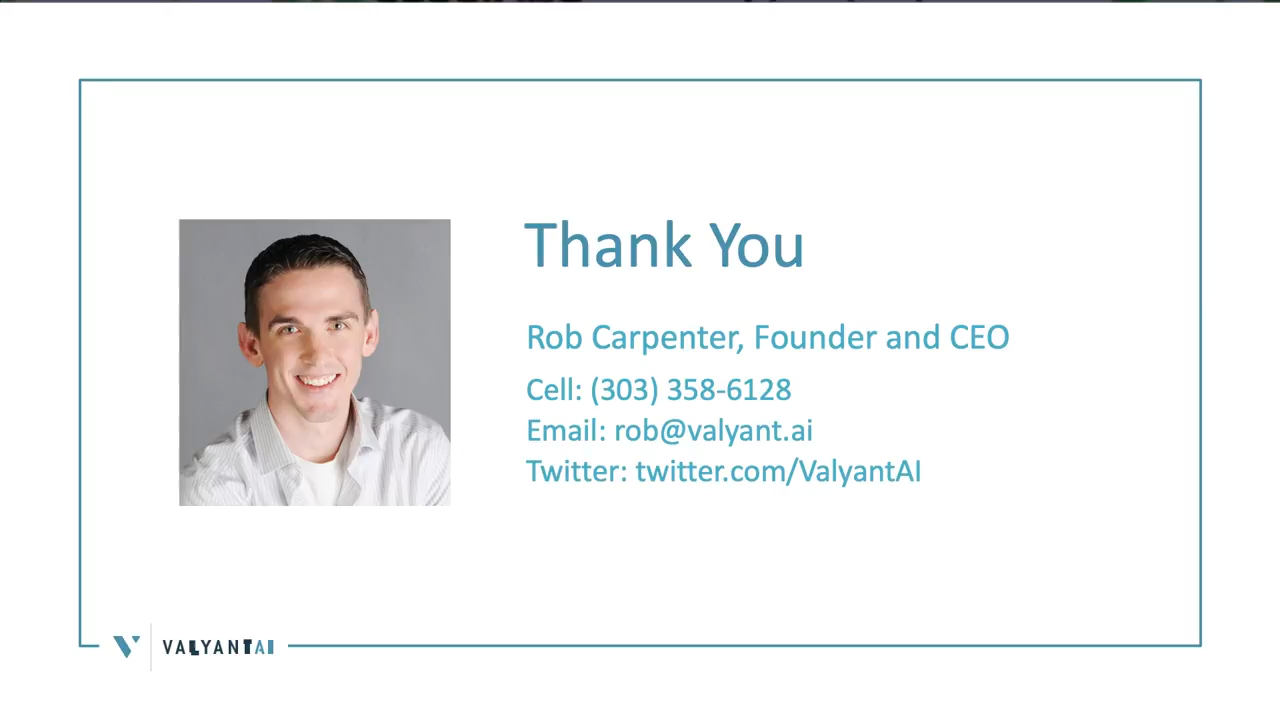 Thank You
Rob Carpenter, Founder and CEO
Cell: (303) 358-6128
Email: rob@valyant.ai
Twitter: twitter.com/ValyantAI
VALYANTAI